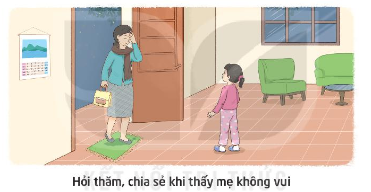 Hỏi thăm, chia sẻ khi thấy mẹ không vui